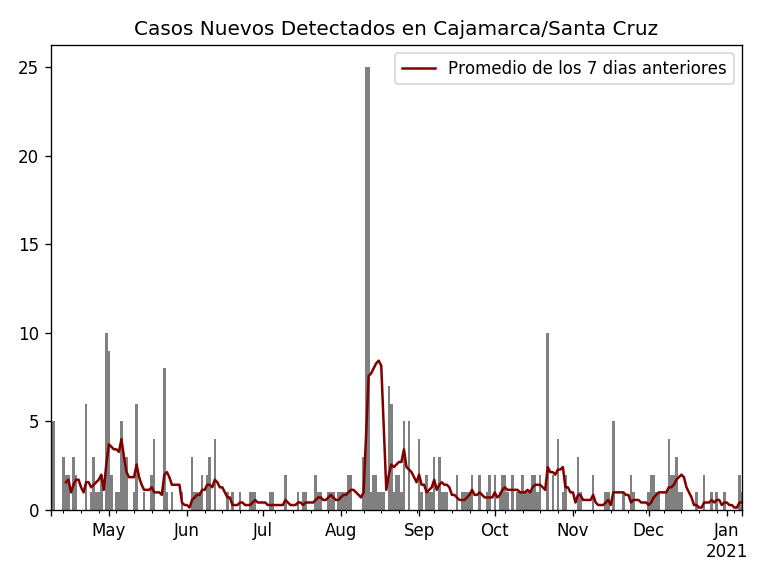 Casos Nuevos Detectados en Cajamarca/Santa Cruz
Promedio de los 7 dias anteriores
25
20
15
10
5
0
May Jun Jul Aug Sep Oct Nov Dec Jan
2021